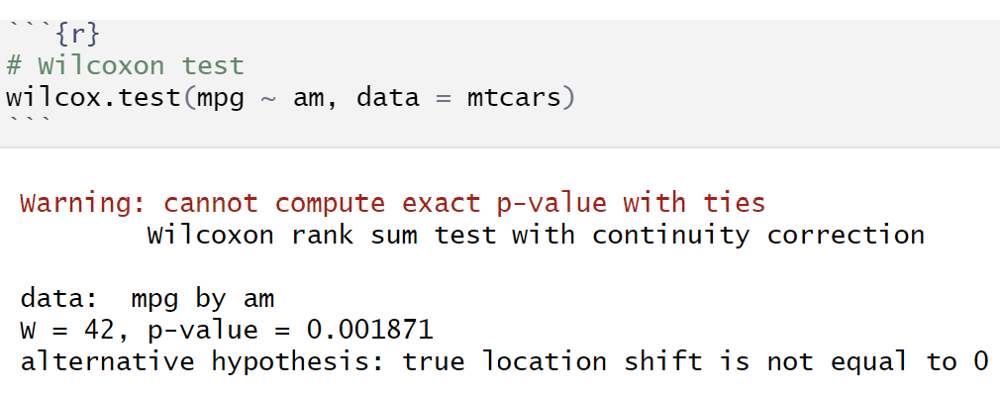 ```{r}
# Wilcoxon test
wilcox.test(mpg ~ am, data = mtcars)
```
Warning: cannot compute exact p-value with ties
Wilcoxon rank sum test with continuity correction
data:  mpg by am
W = 42, p-value = 0.001871
alternative hypothesis: true location shift is not equal to 0